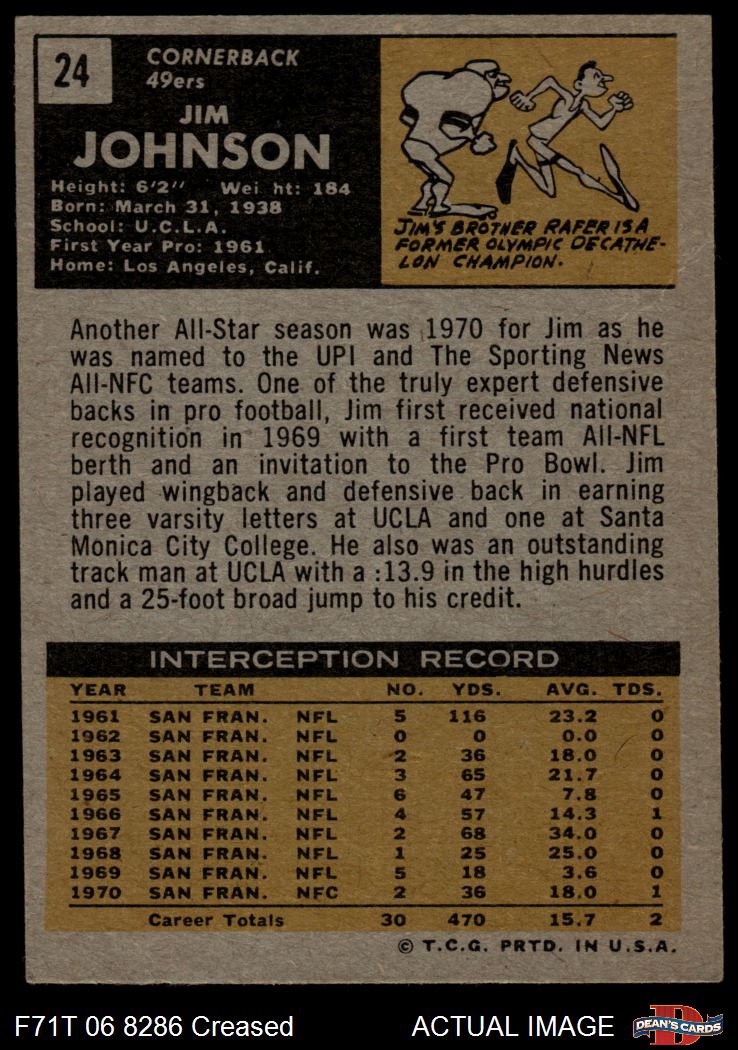 24
CORNERBACK
49ers
JIM
JOHNSON
Height: 6'2" Wei ht: 184
Born: March 31, 1938
School: U.C.L.A.
First Year Pro: 1961
Home: Los Angeles, Calif.
JIM'S BROTHER RAFER IS A
FORMER OLYMPIC DECATHE-
LON CHAMPION.
Another All-Star season was 1970 for Jim as he
was named to the UPI and The Sporting News
All-NFC teams. One of the truly expert defensive
backs in pro football, Jim first received national
recognition in 1969 with a first team All-NFL
berth and an invitation to the Pro Bowl. Jim
played wingback and defensive back in earning
three varsity letters at UCLA and one at Santa
Monica City College. He also was an outstanding
track man at UCLA with a :13.9 in the high hurdles
and a 25-foot broad jump to his credit.
INTERCEPTION RECORD
YEAR TEAM NO. YDS. AVG. TDS.
1961 SAN FRAN. NFL 5 116 23.2 0
1962 SAN FRAN. NFL 0 0 0.0 0
1963 SAN FRAN. NFL 2 36 18.0 0
1964 SAN FRAN. NFL 3 65 21.7 0
1965 SAN FRAN. NFL 6 47 7.8 0
1966 SAN FRAN. NFL 4 57 14.3 1
1967 SAN FRAN. NFL 2 68 34.0 0
1968 SAN FRAN. NFL 1 25 25.0 0
1969 SAN FRAN. NFL 5 18 3.6 0
1970 SAN FRAN. NFC 2 36 18.0 1
Career Totals 30 470 15.7 2
© T.C.G. PRTD. IN U.S.A.
F71T 06 8286 Creased ACTUAL IMAGE
D
DEAN'S CARDS